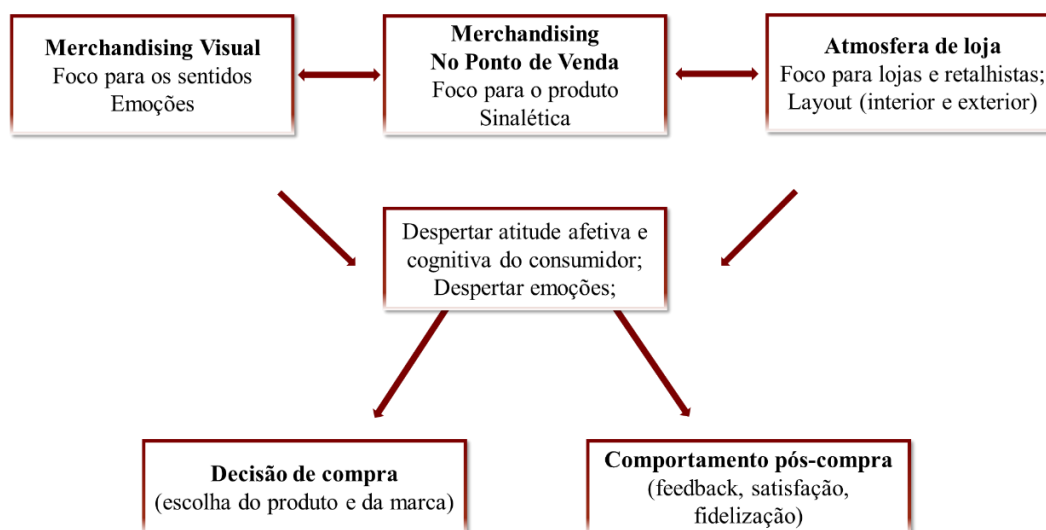 Merchandising Visual
Foco para os sentidos
Emoções
Merchandising
No Ponto de Venda
Foco para o produto
Sinalética
Atmosfera de loja
Foco para lojas e retalhistas;
Layout (interior e exterior)
Despertar atitude afetiva e
cognitiva do consumidor;
Despertar emoções;
Decisão de compra
(escolha do produto e da marca)
Comportamento pós-compra
(feedback, satisfação,
fidelização)